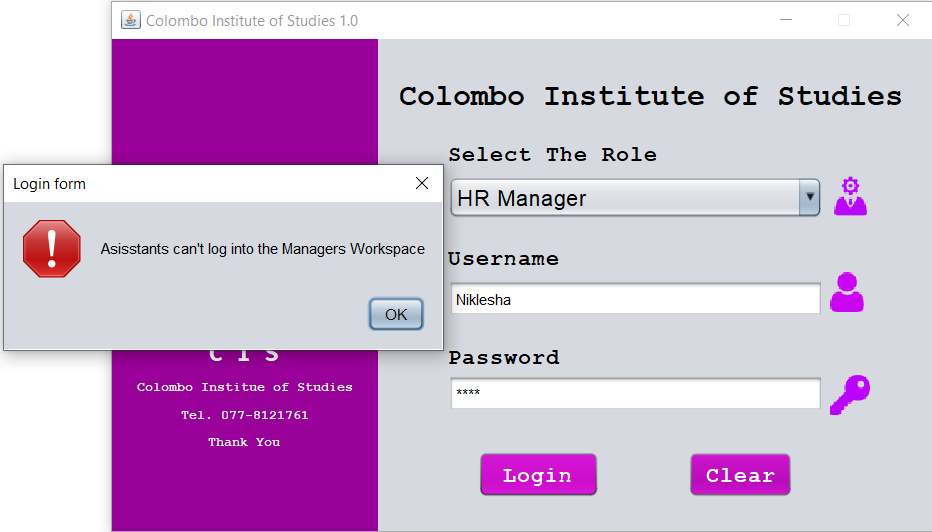 Colombo Institute of Studies 1.0
Colombo Institute of Studies
Select The Role
HR Manager
Username
Niklesha
Password
****
Login
Clear
Login form
Asisstants can't log into the Managers Workspace
OK
C I S
Colombo Institue of Studies
Tel. 077-8121761
Thank You